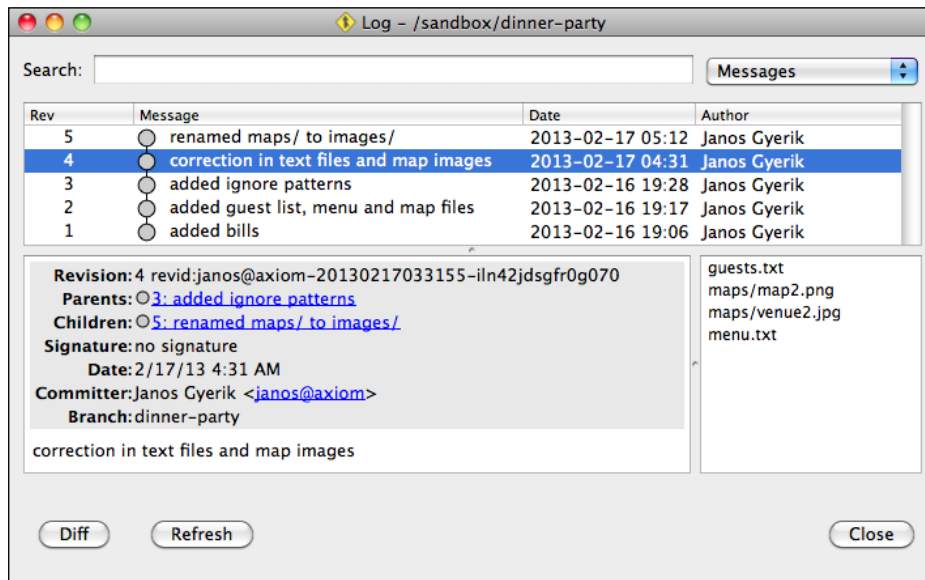 Log – /sandbox/dinner-party
Search: Messages
Rev Message Date Author
5 renamed maps/ to images/ 2013-02-17 05:12 Janos Gyerik
4 correction in text files and map images 2013-02-17 04:31 Janos Gyerik
3 added ignore patterns 2013-02-16 19:28 Janos Gyerik
2 added guest list, menu and map files 2013-02-16 19:17 Janos Gyerik
1 added bills 2013-02-16 19:06 Janos Gyerik
Revision: 4 revid:janos@axiom-20130217033155-iln42jdsgfr0g070
Parents: 3: added ignore patterns
Children: 5: renamed maps/ to images/
Signature: no signature
Date: 2/17/13 4:31 AM
Committer: Janos Gyerik <janos@axiom>
Branch: dinner-party
correction in text files and map images
guests.txt
maps/map2.png
maps/venue2.jpg
menu.txt
Diff Refresh Close